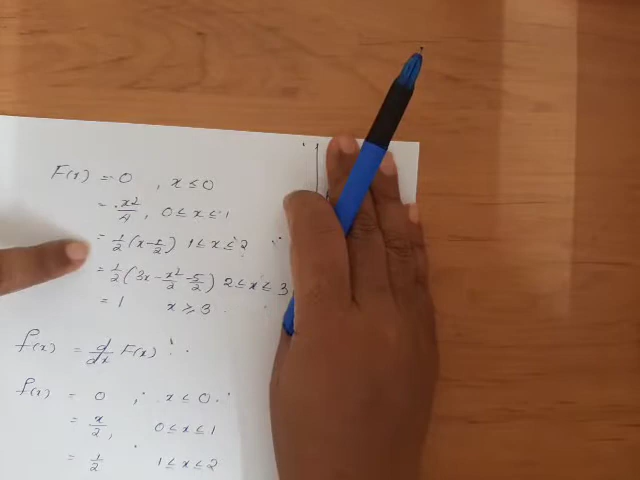 F(x) = 0 , x ≤ 0
= x²/4 , 0 ≤ x ≤ 1
= 1/2 (x - 1/2) 1 ≤ x ≤ 2
= 1/2 (3x - x²/2 - 5/2) 2 ≤ x ≤ 3
= 1 x ≥ 3
f(x) = d/dx F(x)
f(x) = 0 , x ≤ 0
= x/2 , 0 ≤ x ≤ 1
= 1/2 1 ≤ x ≤ 2